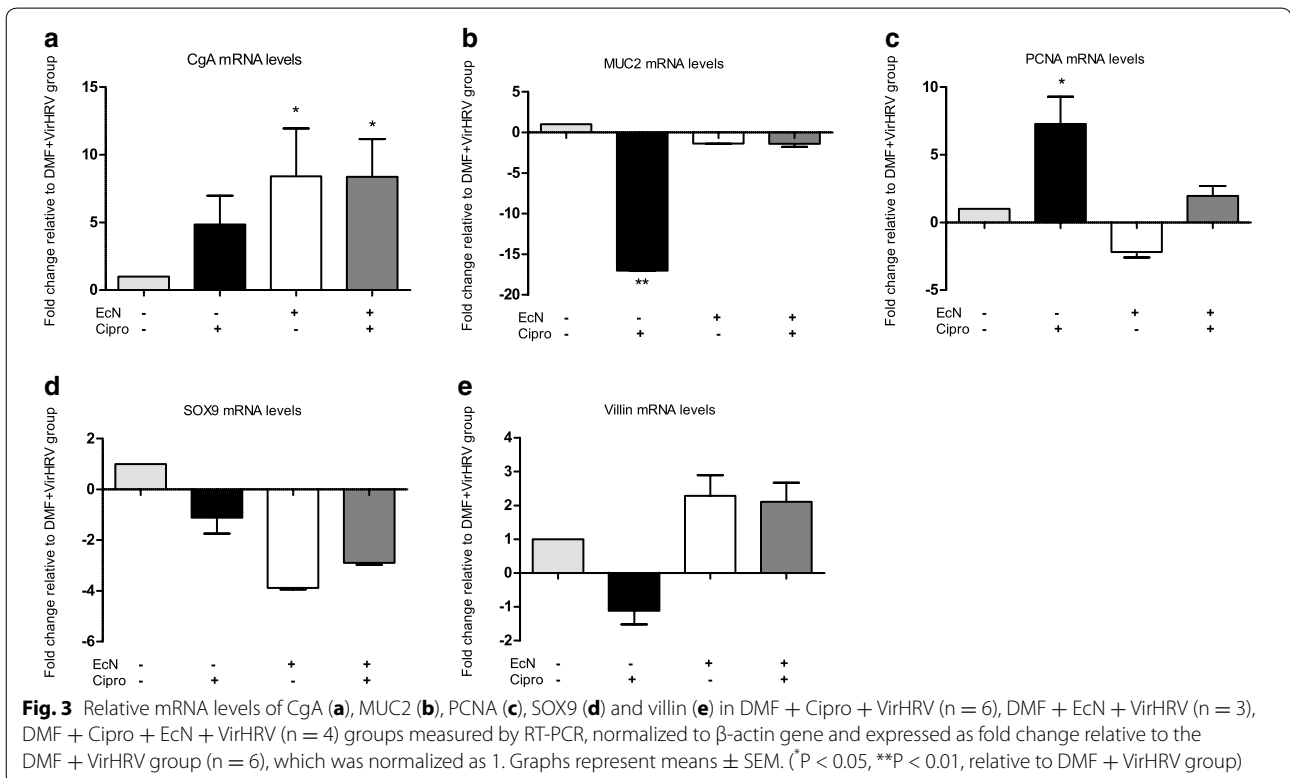 a
CgA mRNA levels
Fold change relative to DMF+VirHRV group
15
10
5
0
*
*
EcN - - + +
Cipro - + - +
b
MUC2 mRNA levels
Fold change relative to DMF+VirHRV group
5
0
-5
-10
-15
-20
**
EcN - - + +
Cipro - + - +
c
PCNA mRNA levels
Fold change relative to DMF+VirHRV group
10
5
0
-5
*
EcN - - + +
Cipro - + - +
d
SOX9 mRNA levels
Fold change relative to DMF+VirHRV group
2
0
-2
-4
-6
EcN - - + +
Cipro - + - +
e
Villin mRNA levels
Fold change relative to DMF+VirHRV group
4
3
2
1
0
-1
-2
EcN - - + +
Cipro - + - +
Fig. 3 Relative mRNA levels of CgA (a), MUC2 (b), PCNA (c), SOX9 (d) and villin (e) in DMF + Cipro + VirHRV (n = 6), DMF + EcN + VirHRV (n = 3),
DMF + Cipro + EcN + VirHRV (n = 4) groups measured by RT-PCR, normalized to β-actin gene and expressed as fold change relative to the
DMF + VirHRV group (n = 6), which was normalized as 1. Graphs represent means ± SEM. (*P < 0.05, **P < 0.01, relative to DMF + VirHRV group)